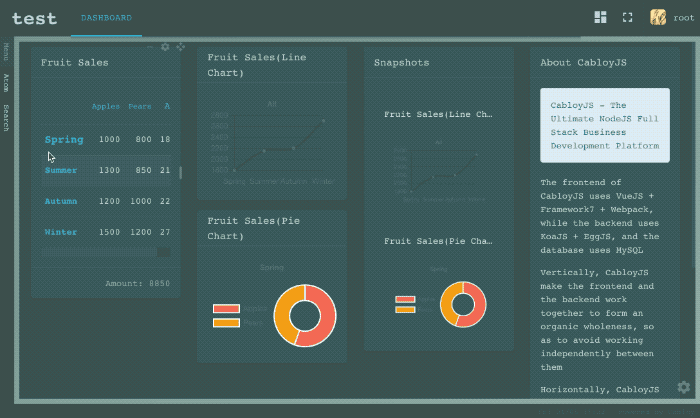 test
DASHBOARD
root
Menu
Atom
Search
Fruit Sales
Apples Pears A
Spring 1000 800 18
Summer 1300 850 21
Autumn 1200 1000 22
Winter 1500 1200 27
Amount: 8850
Fruit Sales(Line
Chart)
All
Spring Summer Autumn Winter
Fruit Sales(Pie
Chart)
Spring
Apples
Pears
Snapshots
Fruit Sales(Line Ch…
All
Fruit Sales(Pie Cha…
Spring
About CabloyJS
CabloyJS - The
Ultimate NodeJS Full
Stack Business
Development Platform
The frontend of
CabloyJS uses VueJS +
Framework7 + Webpack,
while the backend uses
KoaJS + EggJS, and the
database uses MySQL
Vertically, CabloyJS
make the frontend and
the backend work
together to form an
organic wholeness, so
as to avoid working
independently between
them
Horizontally, CabloyJS